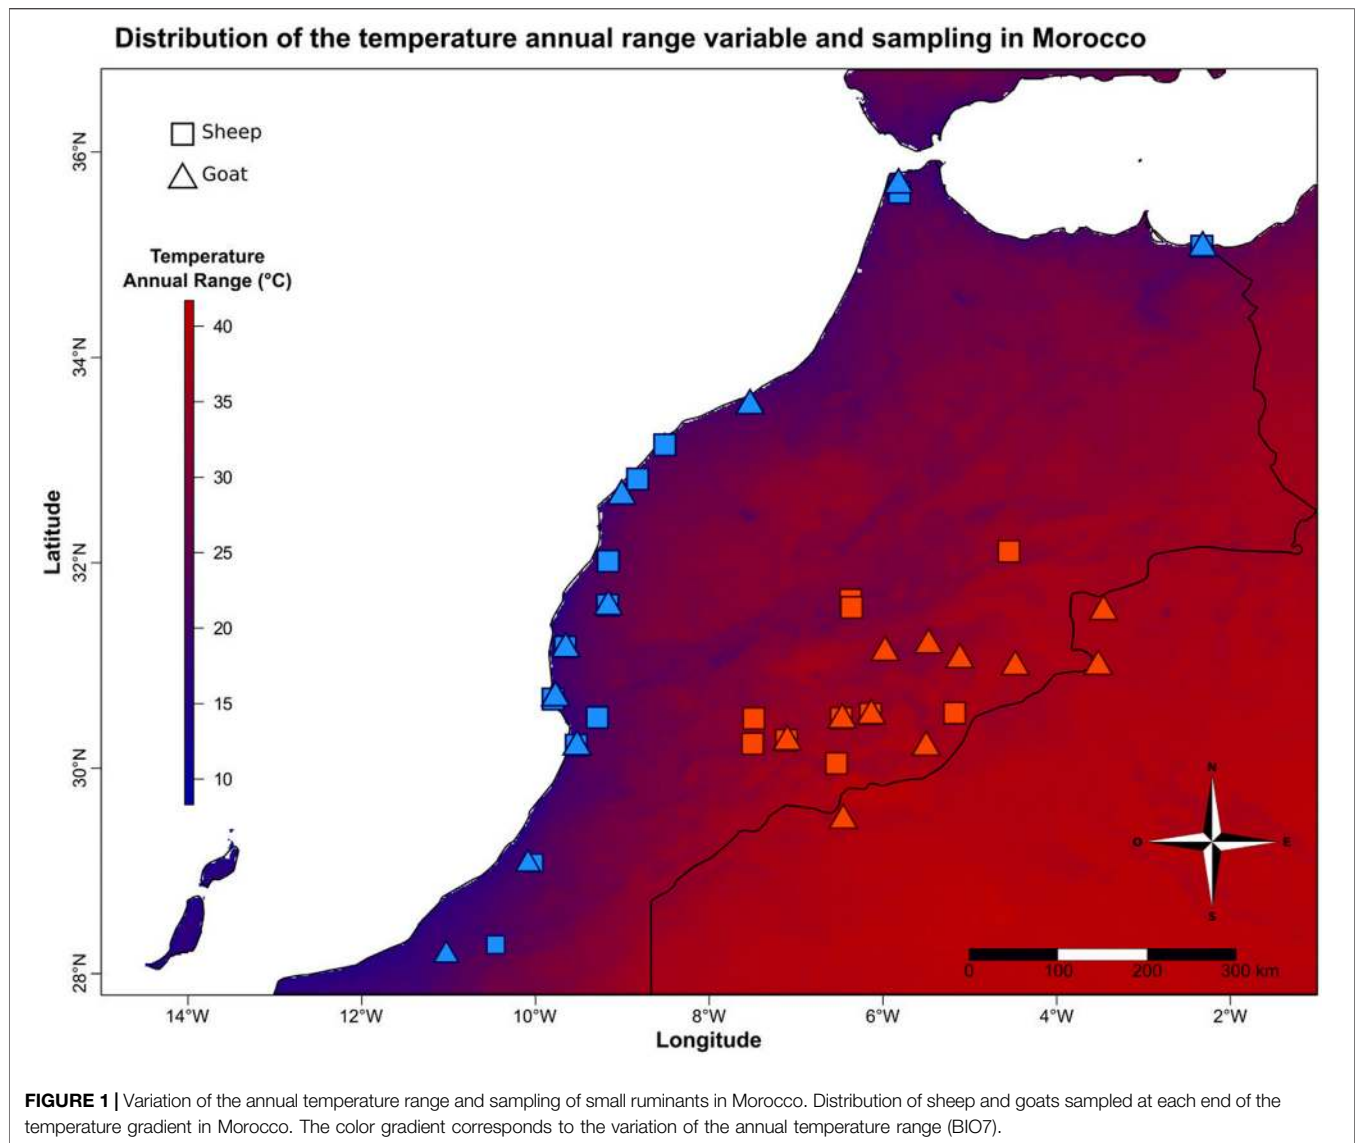 Distribution of the temperature annual range variable and sampling in Morocco
Sheep
Goat
Temperature
Annual Range (°C)
40
35
30
25
20
15
10
36°N
34°N
32°N
30°N
28°N
Latitude
N
O
E
S
0 100 200 300 km
14°W 12°W 10°W 8°W 6°W 4°W 2°W
Longitude
FIGURE 1 | Variation of the annual temperature range and sampling of small ruminants in Morocco. Distribution of sheep and goats sampled at each end of the
temperature gradient in Morocco. The color gradient corresponds to the variation of the annual temperature range (BIO7).